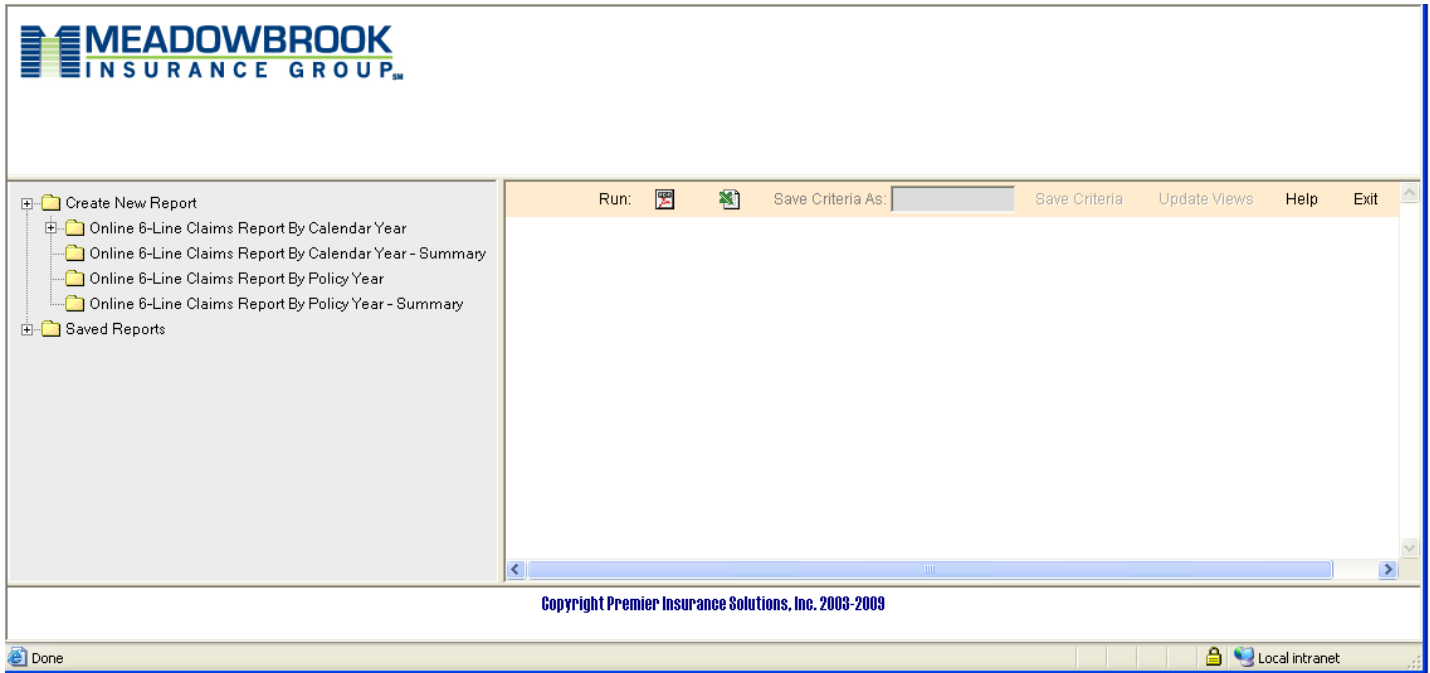 MEADOWBROOK
INSURANCE GROUP SM
Create New Report
Online 6-Line Claims Report By Calendar Year
Online 6-Line Claims Report By Calendar Year - Summary
Online 6-Line Claims Report By Policy Year
Online 6-Line Claims Report By Policy Year - Summary
Saved Reports
Run: Save Criteria As: Save Criteria Update Views Help Exit
Copyright Premier Insurance Solutions, Inc. 2003-2009
Done Local intranet